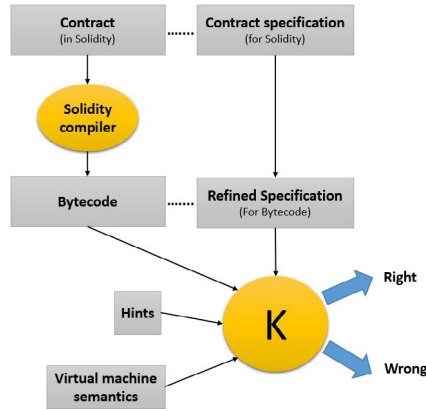 Contract
(in Solidity)
Contract specification
(for Solidity)
Solidity
compiler
Bytecode
Refined Specification
(For Bytecode)
Right
Hints
K
Wrong
Virtual machine
semantics